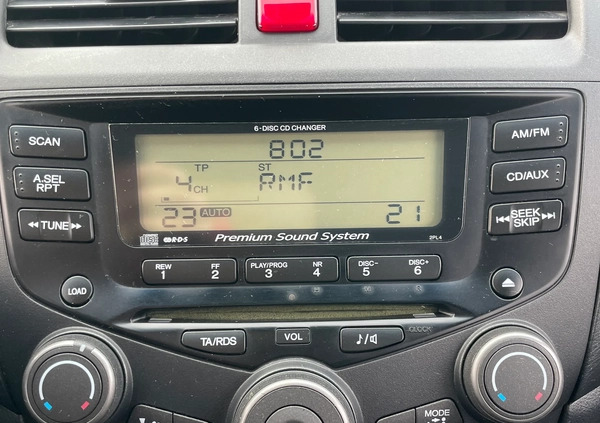 6-DISC CD CHANGER
802
TP ST
4 CH RMF
23 AUTO 21
R·D·S Premium Sound System 2PL4
SCAN
A.SEL
RPT
TUNE
LOAD
AM/FM
CD/AUX
SEEK
SKIP
REW FF PLAY/PROG NR DISC- DISC+
1 2 3 4 5 6
TA/RDS VOL
CLOCK
MODE